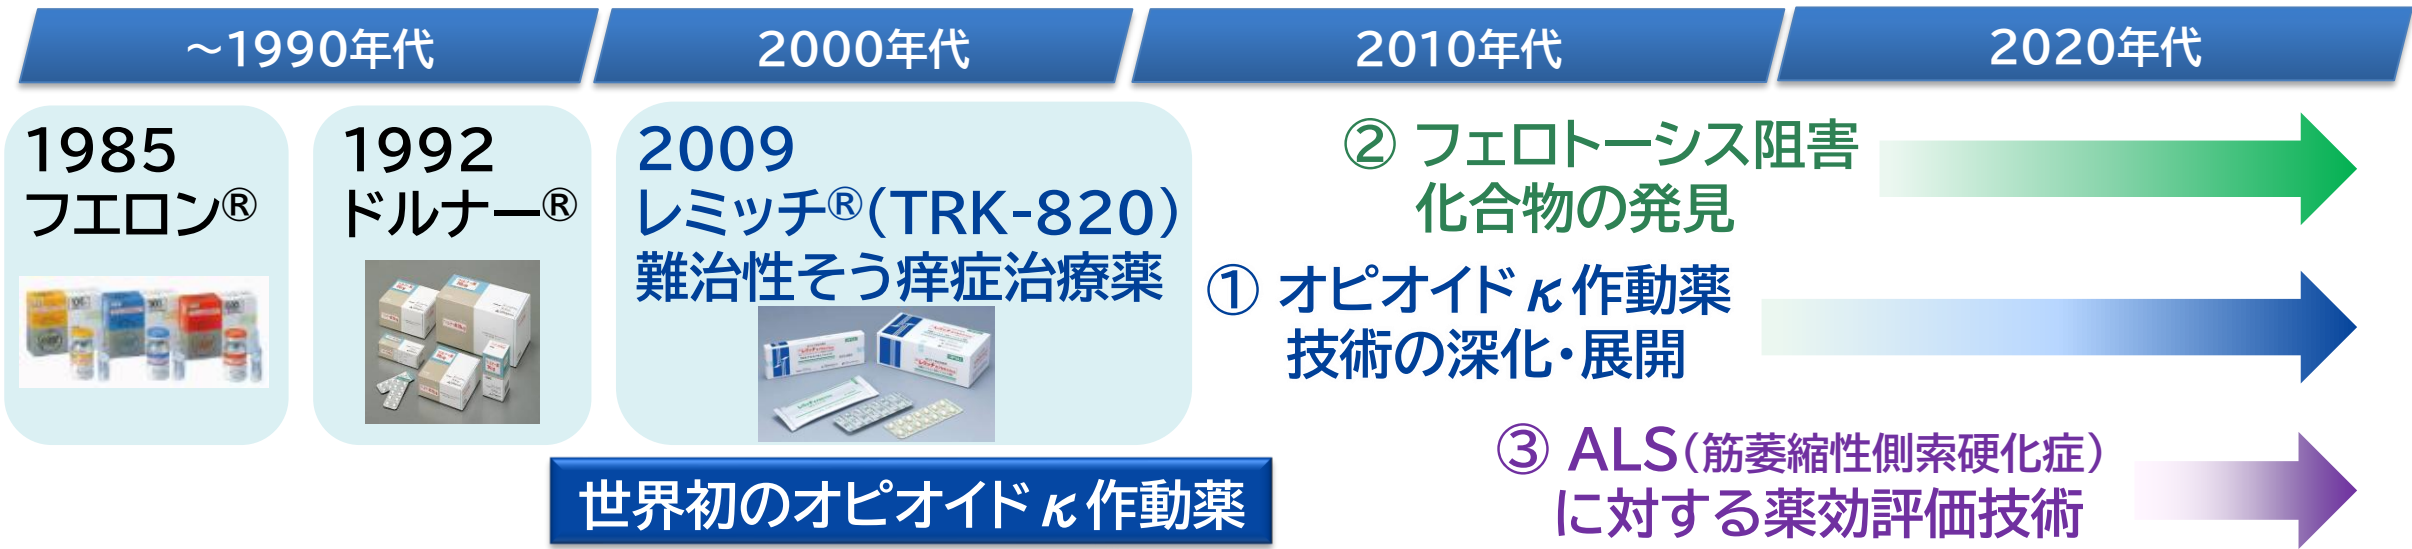 ～1990年代
2000年代
2010年代
2020年代
1985
フエロン®
1992
ドルナー®
2009
レミッチ®（TRK-820）
難治性そう痒症治療薬
世界初のオピオイドκ作動薬
② フェロトーシス阻害
化合物の発見
① オピオイドκ作動薬
技術の深化・展開
③ ALS（筋萎縮性側索硬化症）
に対する薬効評価技術